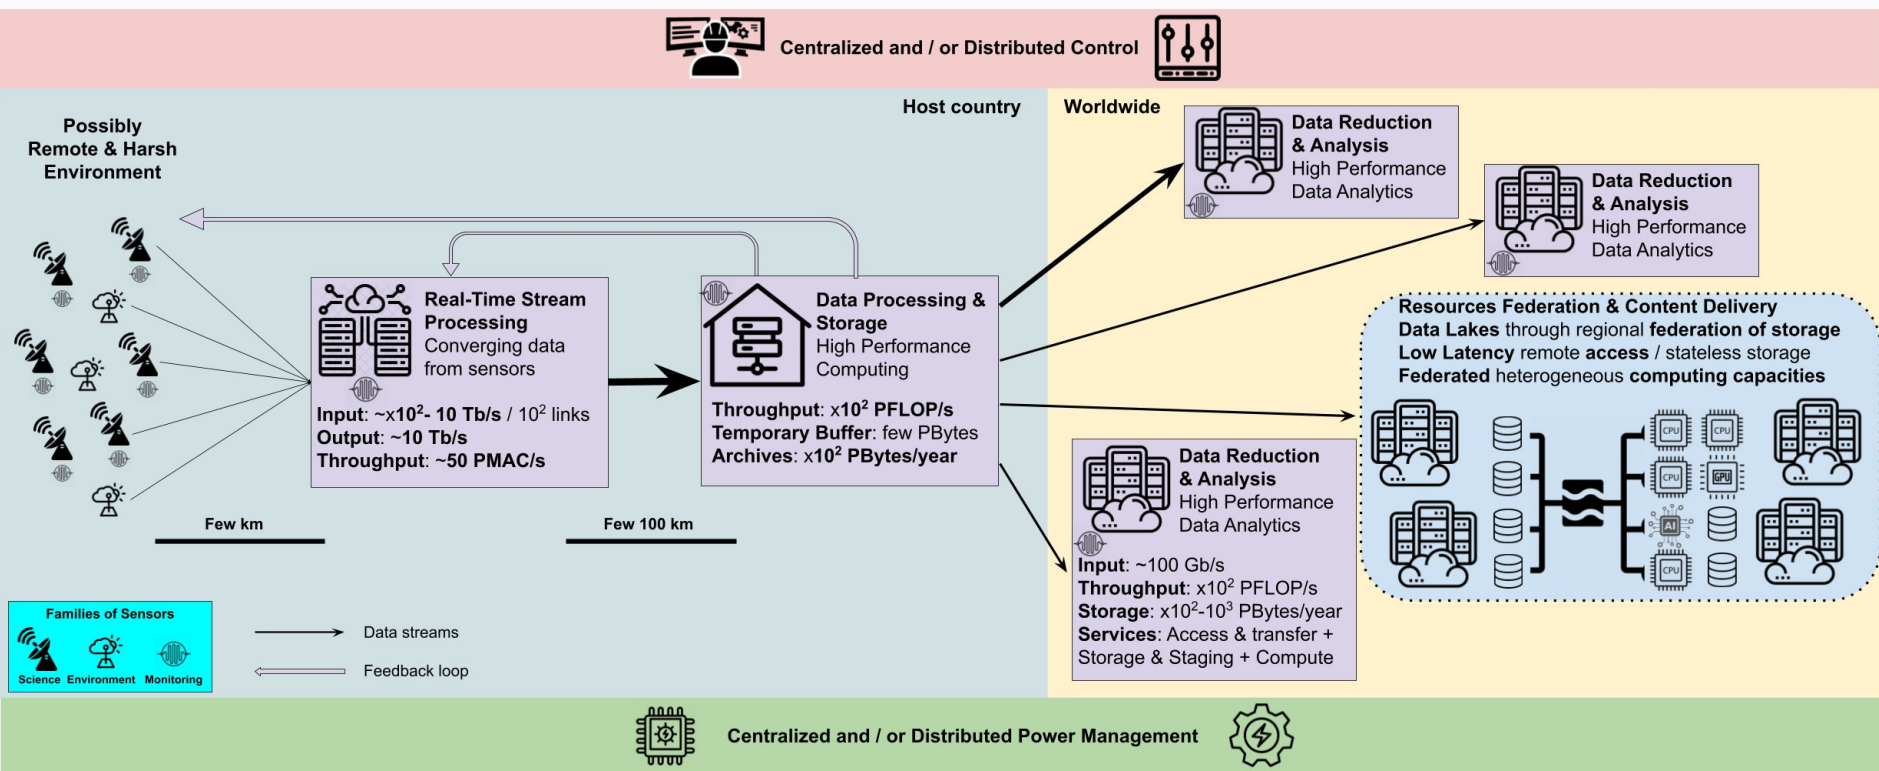 Centralized and / or Distributed Control
Host country
Worldwide
Possibly
Remote & Harsh
Environment
Real-Time Stream
Processing
Converging data
from sensors
Input: ~x10²- 10 Tb/s / 10² links
Output: ~10 Tb/s
Throughput: ~50 PMAC/s
Data Processing &
Storage
High Performance
Computing
Throughput: x10² PFLOP/s
Temporary Buffer: few PBytes
Archives: x10² PBytes/year
Few km
Few 100 km
Data Reduction
& Analysis
High Performance
Data Analytics
Data Reduction
& Analysis
High Performance
Data Analytics
Resources Federation & Content Delivery
Data Lakes through regional federation of storage
Low Latency remote access / stateless storage
Federated heterogeneous computing capacities
CPU
CPU
CPU
GPU
AI
CPU
Data Reduction
& Analysis
High Performance
Data Analytics
Input: ~100 Gb/s
Throughput: x10² PFLOP/s
Storage: x10²-10³ PBytes/year
Services: Access & transfer +
Storage & Staging + Compute
Families of Sensors
Science Environment Monitoring
Data streams
Feedback loop
Centralized and / or Distributed Power Management